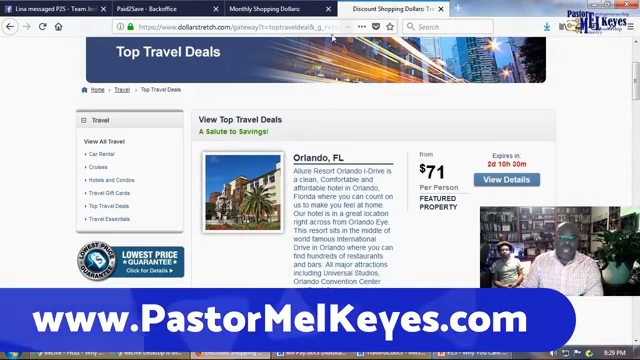 Lina messaged P2S - Team Jos
Paid2Save - Backoffice
Monthly Shopping Dollars:
Discount Shopping Dollars: Tra
https://www.dollarstretch.com/gateway?t=toptraveldeal&_g_r=
Search
Pastor
MEL Keyes
Top Travel Deals
Home > Travel > Top Travel Deals
Travel
View All Travel
Car Rental
Cruises
Hotels and Condos
Travel Gift Cards
Top Travel Deals
Travel Essentials
LOWEST PRICE GUARANTEE
LOWEST PRICE
GUARANTEE
Click for Details
View Top Travel Deals
A Salute to Savings!
Orlando, FL
Allure Resort Orlando I-Drive is
a clean, Comfortable and
affordable hotel in Orlando,
Florida where you can count on
us to make you feel at home.
Our hotel is in a great location
right across from Orlando Eye.
This resort sits in the middle of
world famous International
Drive in Orlando where you
can find hundreds of restaurants
and bars. All major attractions
including Universal Studios,
Orlando Convention Center
from
$71
Per Person
FEATURED
PROPERTY
Expires in:
2d 10h 30m
View Details
www.PastorMelKeyes.com
8:29 PM